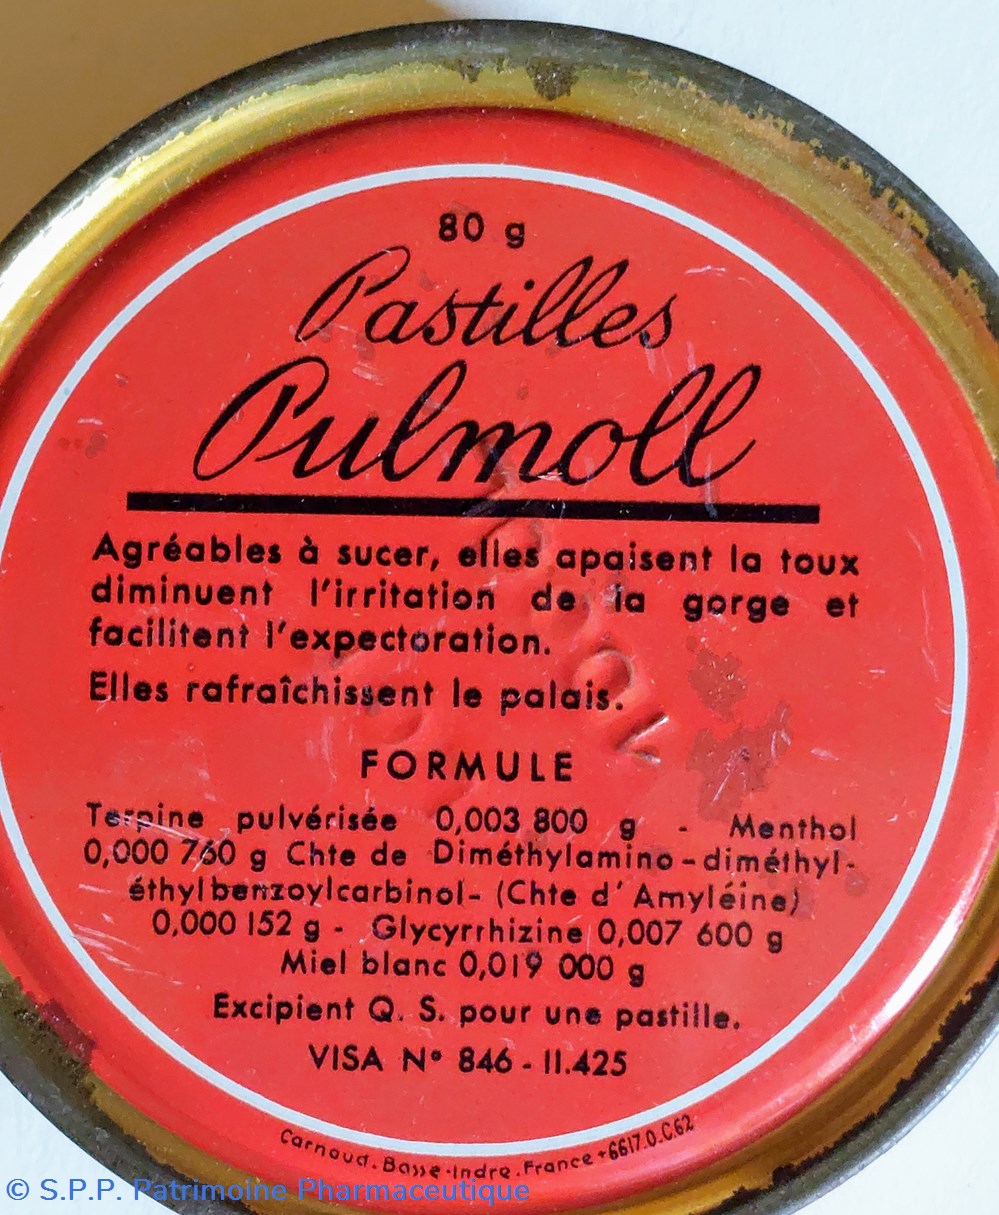 80 g
Pastilles
Pulmoll
Agréables à sucer, elles apaisent la toux
diminuent l'irritation de la gorge et
facilitent l'expectoration.
Elles rafraîchissent le palais.
FORMULE
Terpine pulvérisée 0,003 800 g - Menthol
0,000 760 g Chte de Diméthylamino-diméthyl-
éthylbenzoylcarbinol- (Chte d'Amyléine)
0,000 152 g - Glycyrrhizine 0,007 600 g
Miel blanc 0,019 000 g
Excipient Q. S. pour une pastille.
VISA N° 846 - 11.425
Carnaud. Basse-Indre. France + 6617.O.C.62
© S.P.P. Patrimoine Pharmaceutique